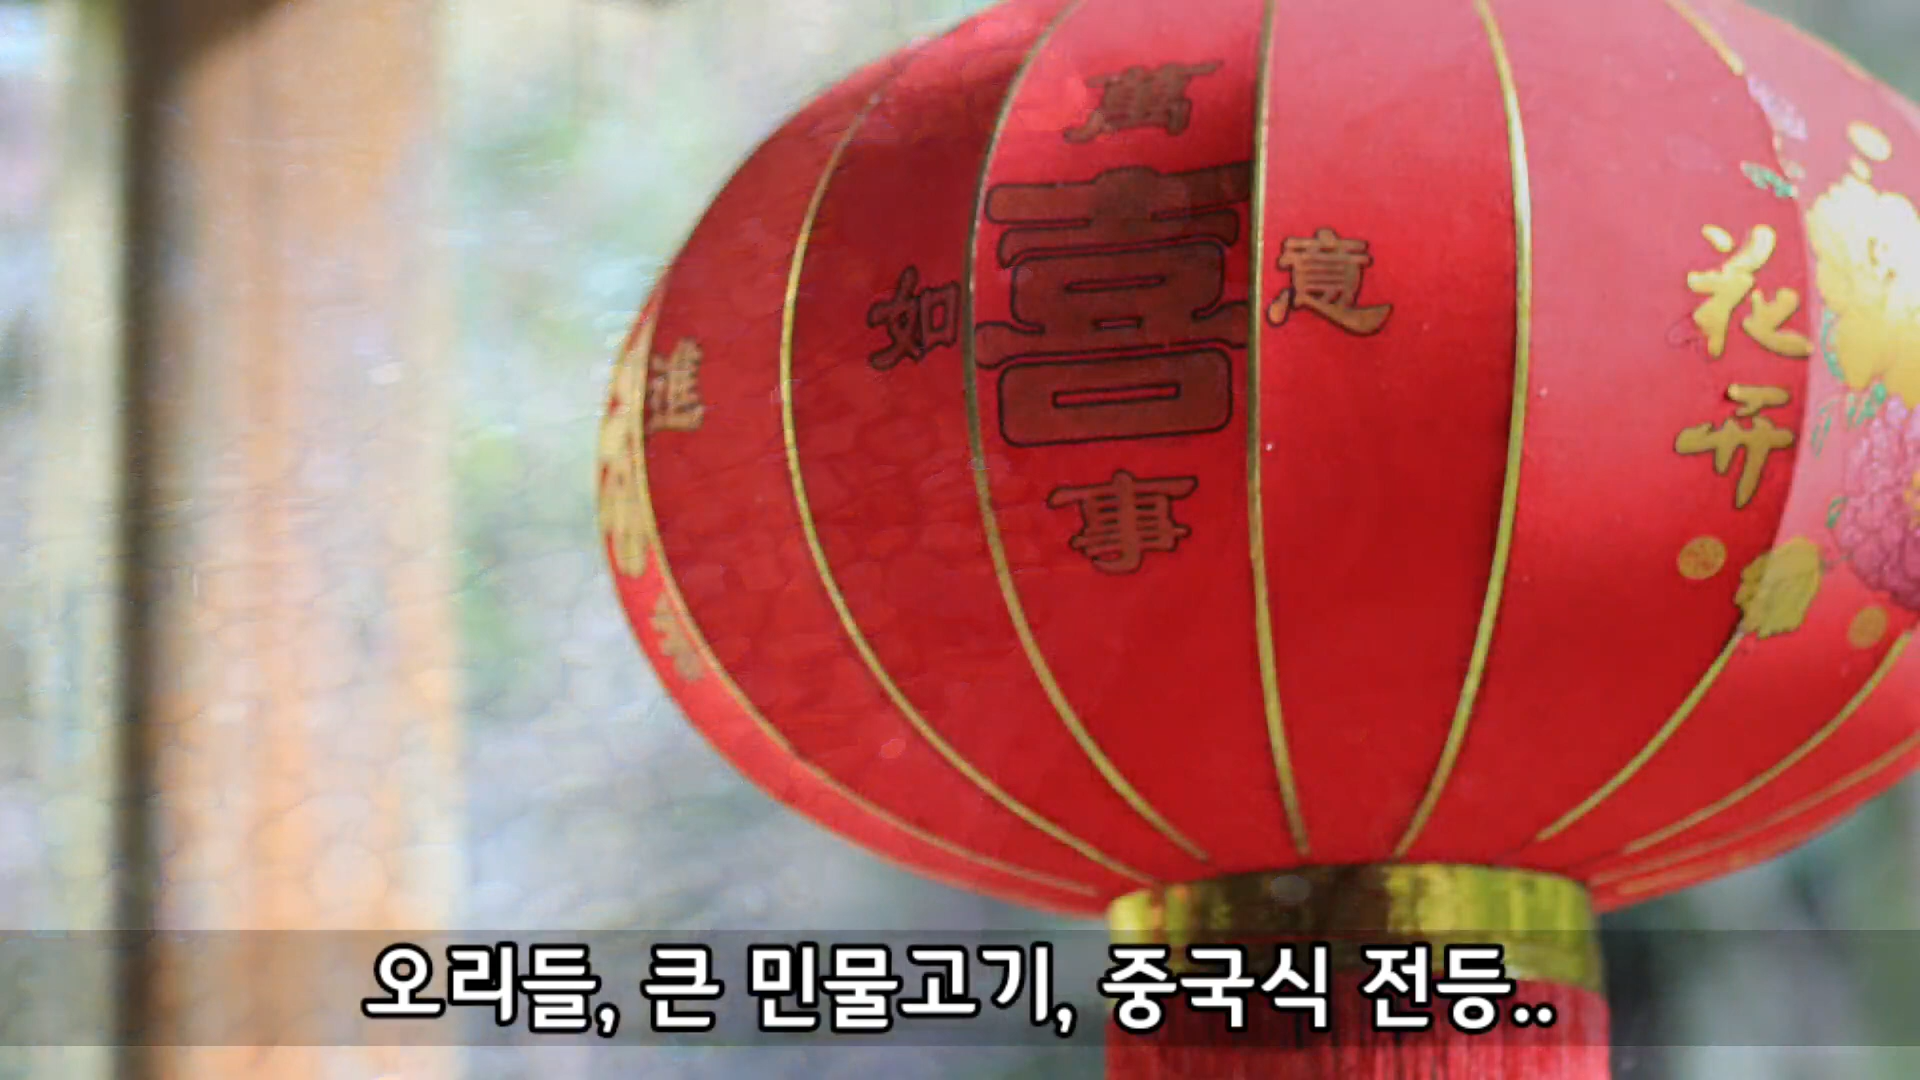 萬
喜
如 意
事
花
开
오리들, 큰 민물고기, 중국식 전등..